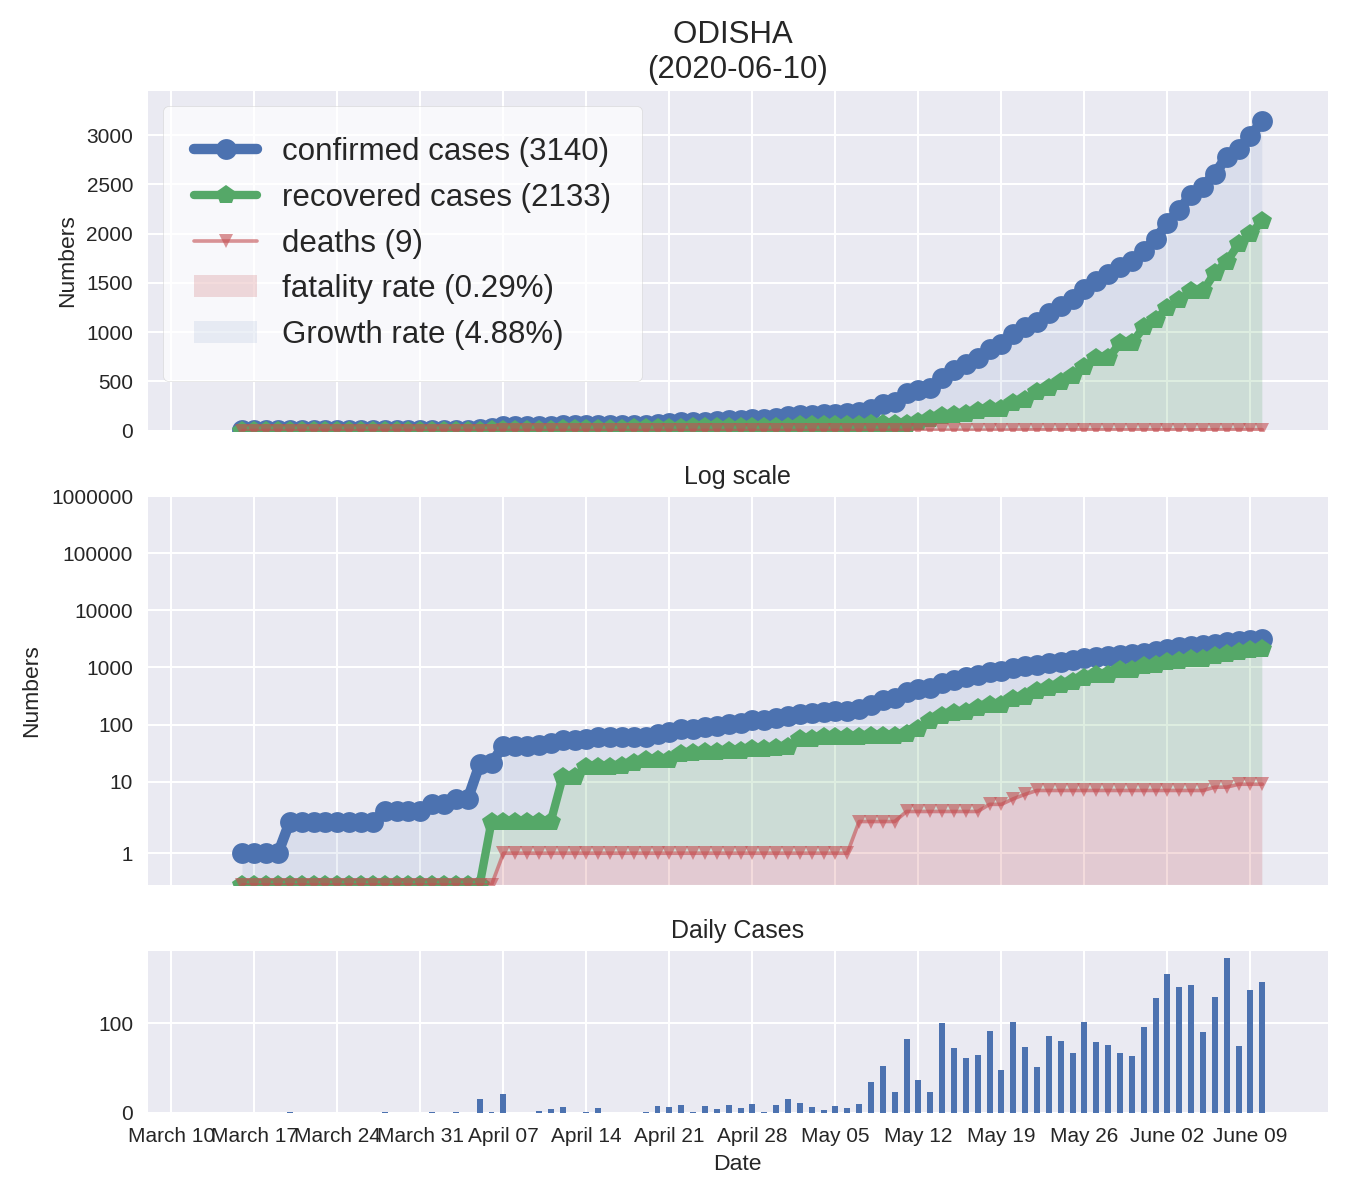 ODISHA
(2020-06-10)
confirmed cases (3140)
recovered cases (2133)
deaths (9)
fatality rate (0.29%)
Growth rate (4.88%)
Numbers
3000
2500
2000
1500
1000
500
0
Log scale
Numbers
1000000
100000
10000
1000
100
10
1
Daily Cases
100
0
March 10 March 17 March 24 March 31 April 07 April 14 April 21 April 28 May 05 May 12 May 19 May 26 June 02 June 09
Date